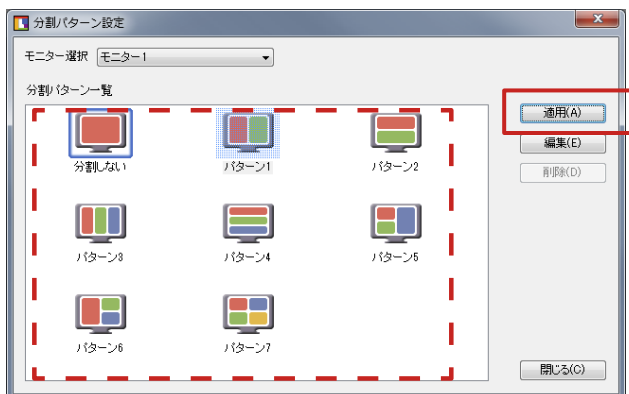 分割パターン設定
モニター選択 モニター1
分割パターン一覧
適用(A)
分割しない パターン1 パターン2
編集(E)
削除(D)
パターン3 パターン4 パターン5
パターン6 パターン7
閉じる(C)